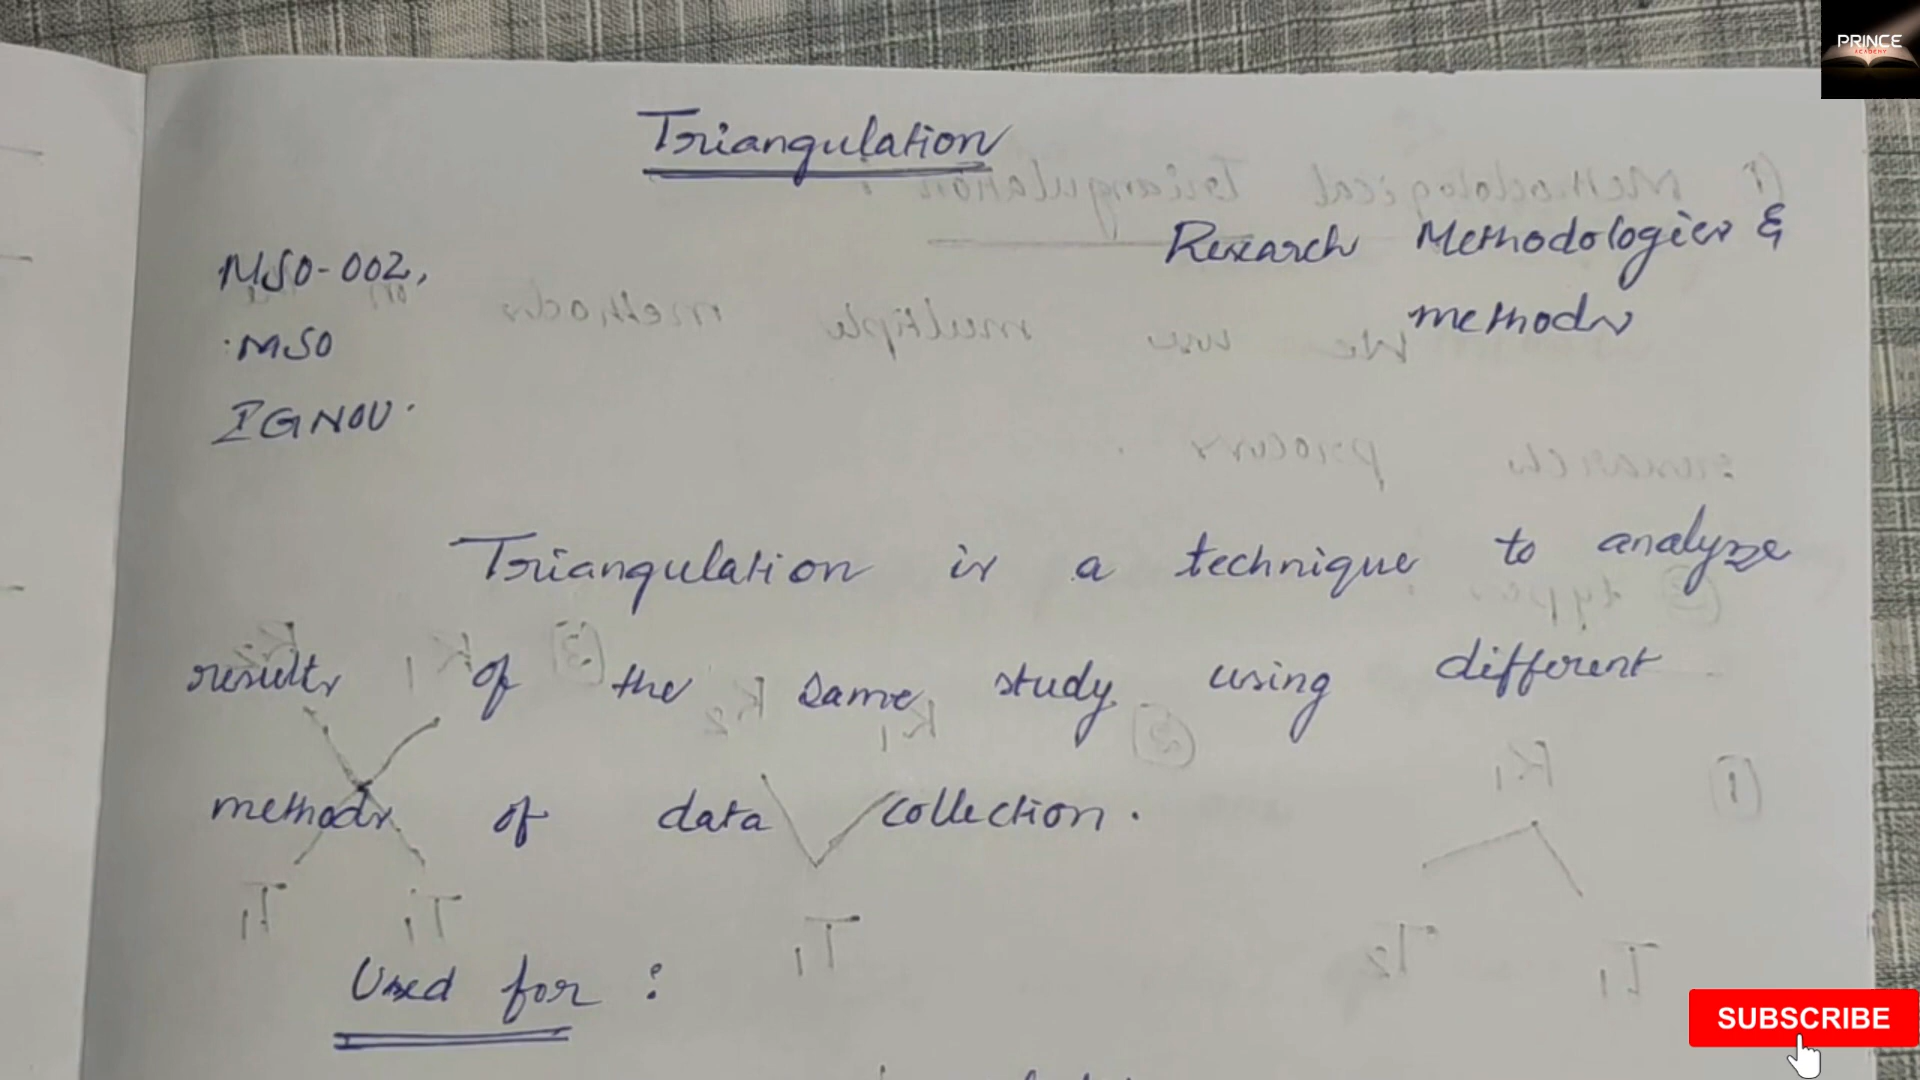 PRINCE
ACADEMY
Triangulation
MSO-002,
Research Methodologies &
methods
MSO
IGNOU
Triangulation is a technique to analyze
results of the same study using different
methods of data collection.
Used for :
SUBSCRIBE